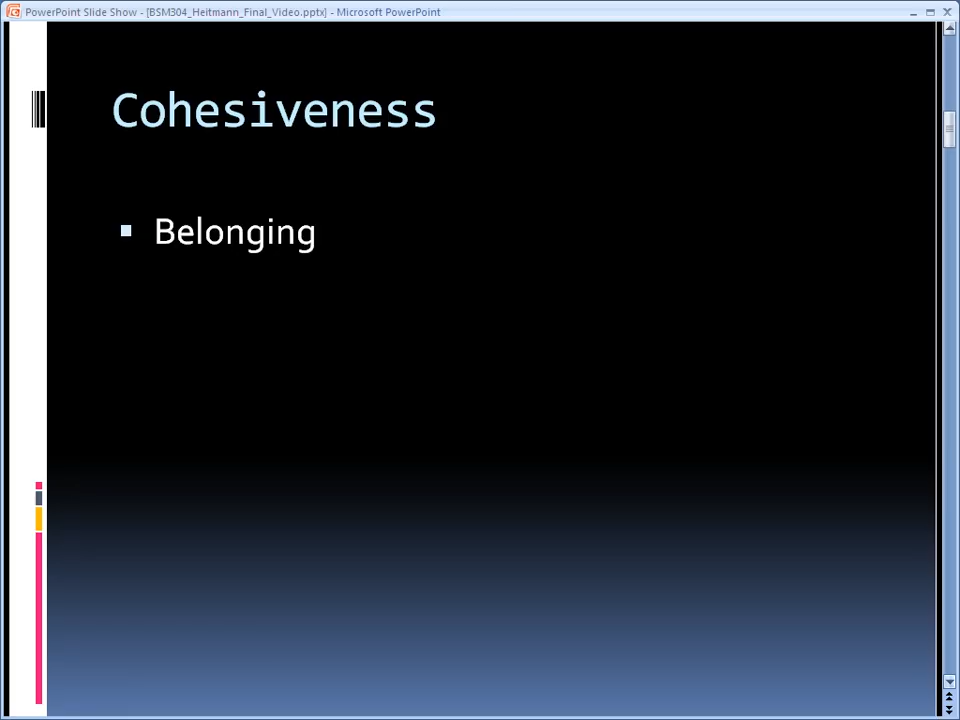 PowerPoint Slide Show - [BSM304_Heitmann_Final_Video.pptx] - Microsoft PowerPoint
Cohesiveness
Belonging